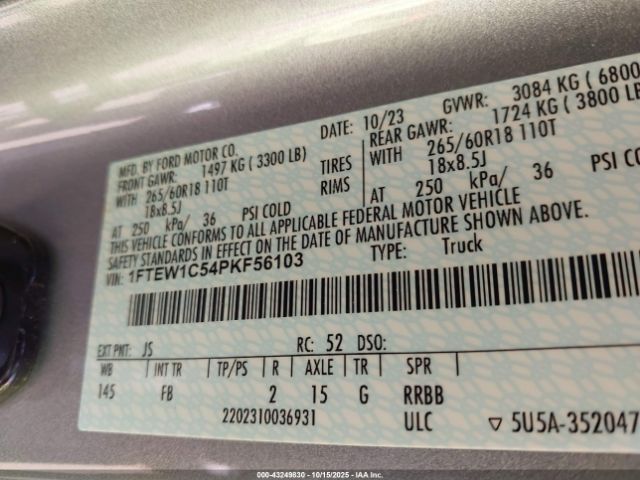 MFD. BY FORD MOTOR CO. 10/23 GVWR: 3084 KG ( 6800
FRONT GAWR: 1497 KG ( 3300 LB) REAR GAWR: 1724 KG ( 3800 LB
WITH 265/60R18 110T TIRES WITH 265/60R18 110T
18x8.5J RIMS 18x8.5J
AT 250 kPa/ 36 PSI COLD AT 250 kPa/ 36 PSI CO
THIS VEHICLE CONFORMS TO ALL APPLICABLE FEDERAL MOTOR VEHICLE
SAFETY STANDARDS IN EFFECT ON THE DATE OF MANUFACTURE SHOWN ABOVE.
VIN: 1FTEW1C54PKF56103 TYPE: Truck
EXT PNT: JS RC: 52 DSO:
WB INT TR TP/PS R AXLE TR SPR
145 FB 2 15 G RRBB
2202310036931 ULC ▽ 5U5A-352047
000-43249830 - 10/15/2025 - IAAI.COM